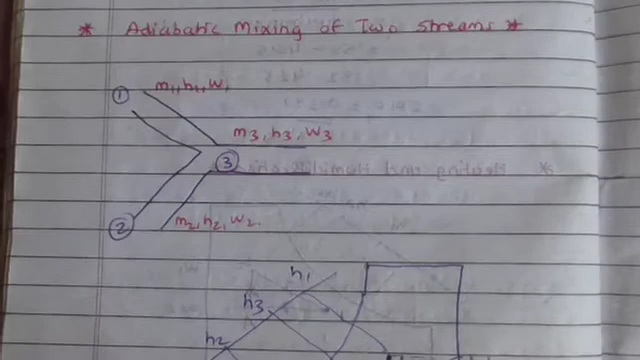 * Adiabatic mixing of Two Streams *
① m1, h1, w1
m3, h3, w3
③
② m2, h2, w2.
h1
h3
h2